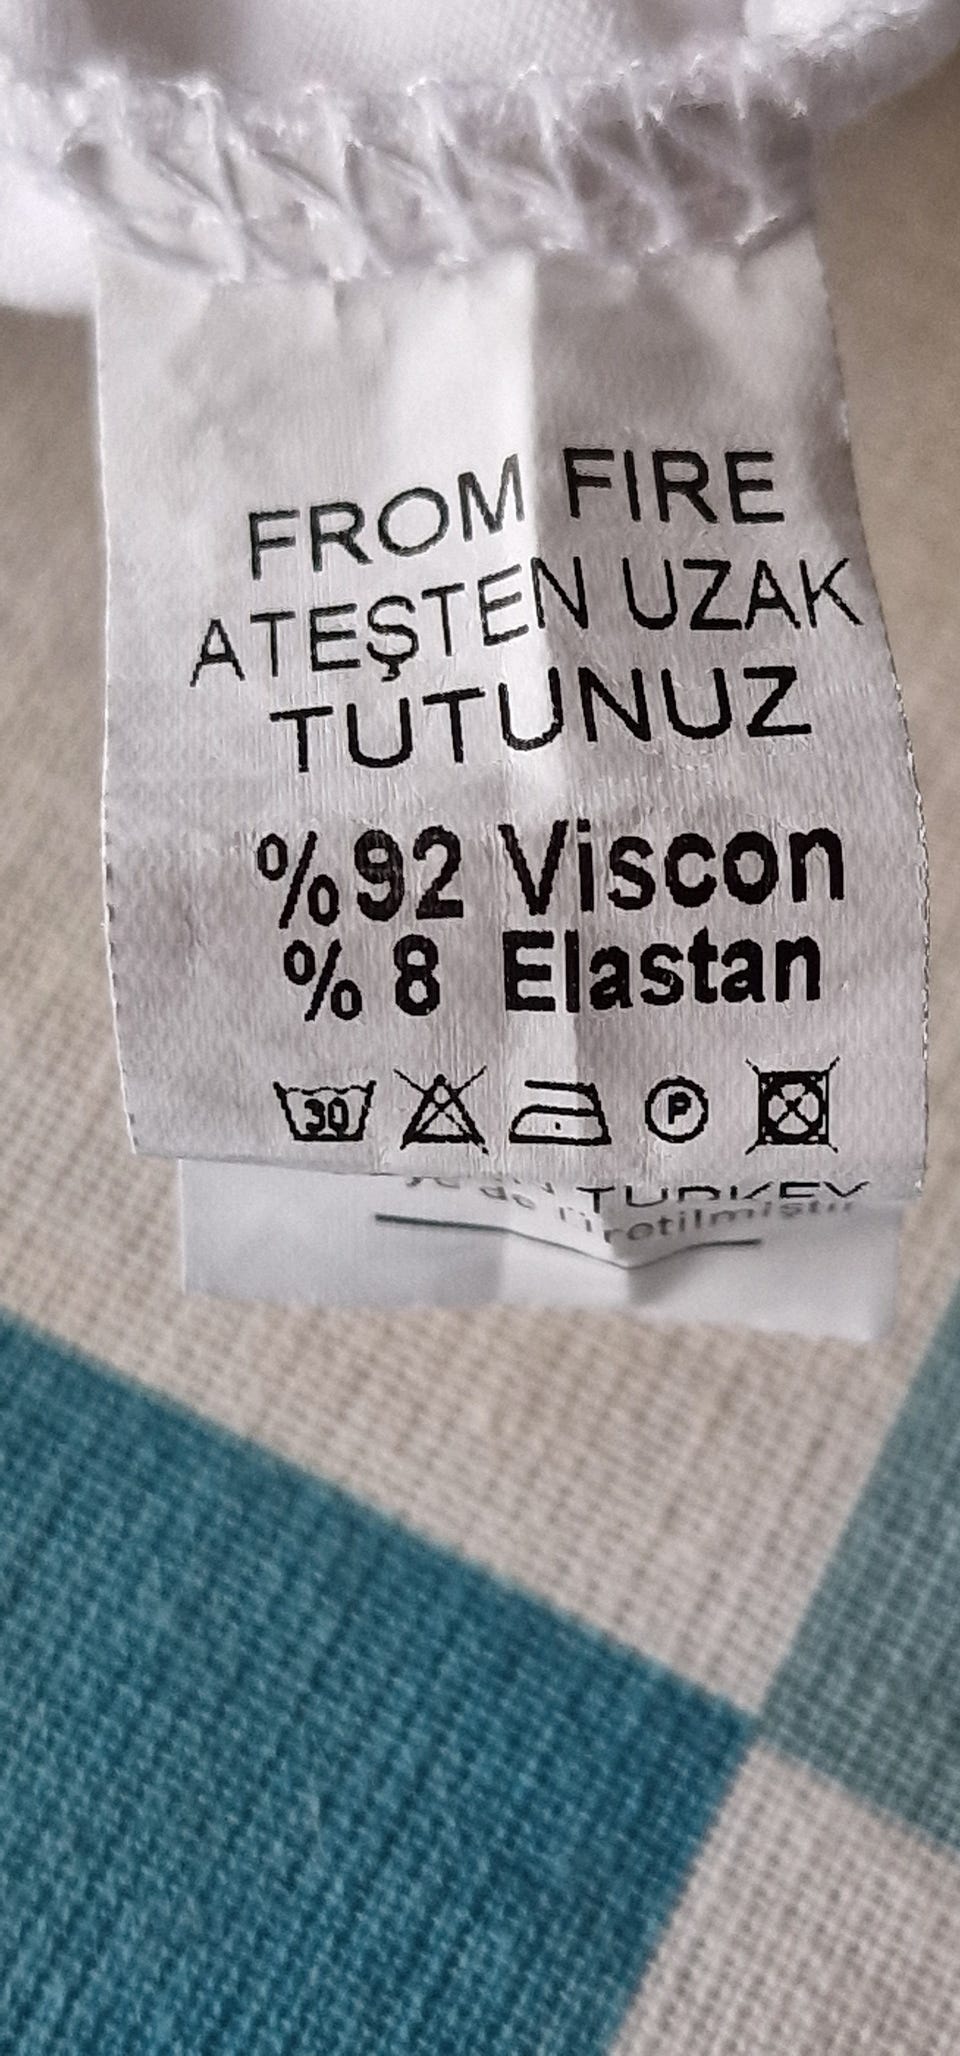 FROM FIRE
ATEŞTEN UZAK
TUTUNUZ
%92 Viscon
%8 Elastan
30
P
TURKEY